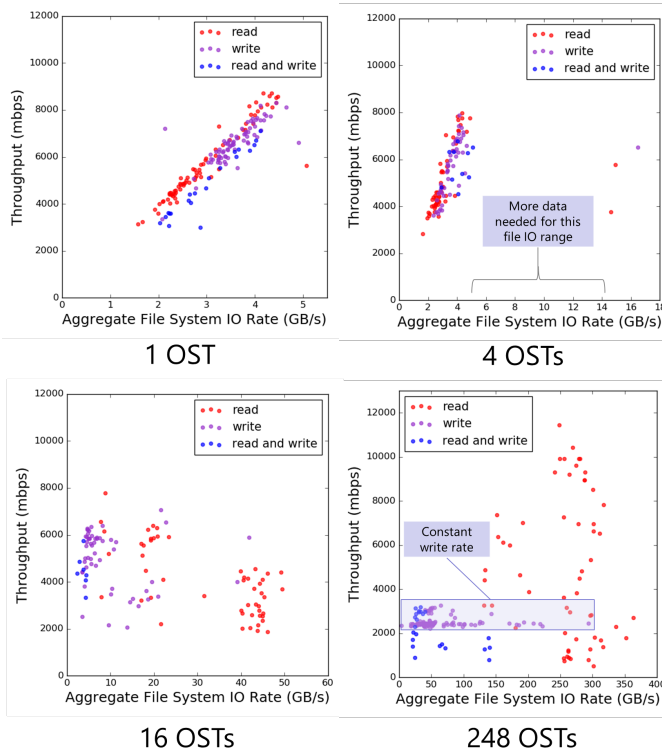 12000
10000
8000
6000
4000
2000
0
Throughput (mbps)
read
write
read and write
0 1 2 3 4 5
Aggregate File System IO Rate (GB/s)
1 OST
12000
10000
8000
6000
4000
2000
0
Throughput (mbps)
read
write
read and write
More data
needed for this
file IO range
0 2 4 6 8 10 12 14 16 18
Aggregate File System IO Rate (GB/s)
4 OSTs
12000
10000
8000
6000
4000
2000
0
Throughput (mbps)
read
write
read and write
0 10 20 30 40 50 60
Aggregate File System IO Rate (GB/s)
16 OSTs
12000
10000
8000
6000
4000
2000
0
Throughput (mbps)
read
write
read and write
Constant
write rate
0 50 100 150 200 250 300 350 400
Aggregate File System IO Rate (GB/s)
248 OSTs